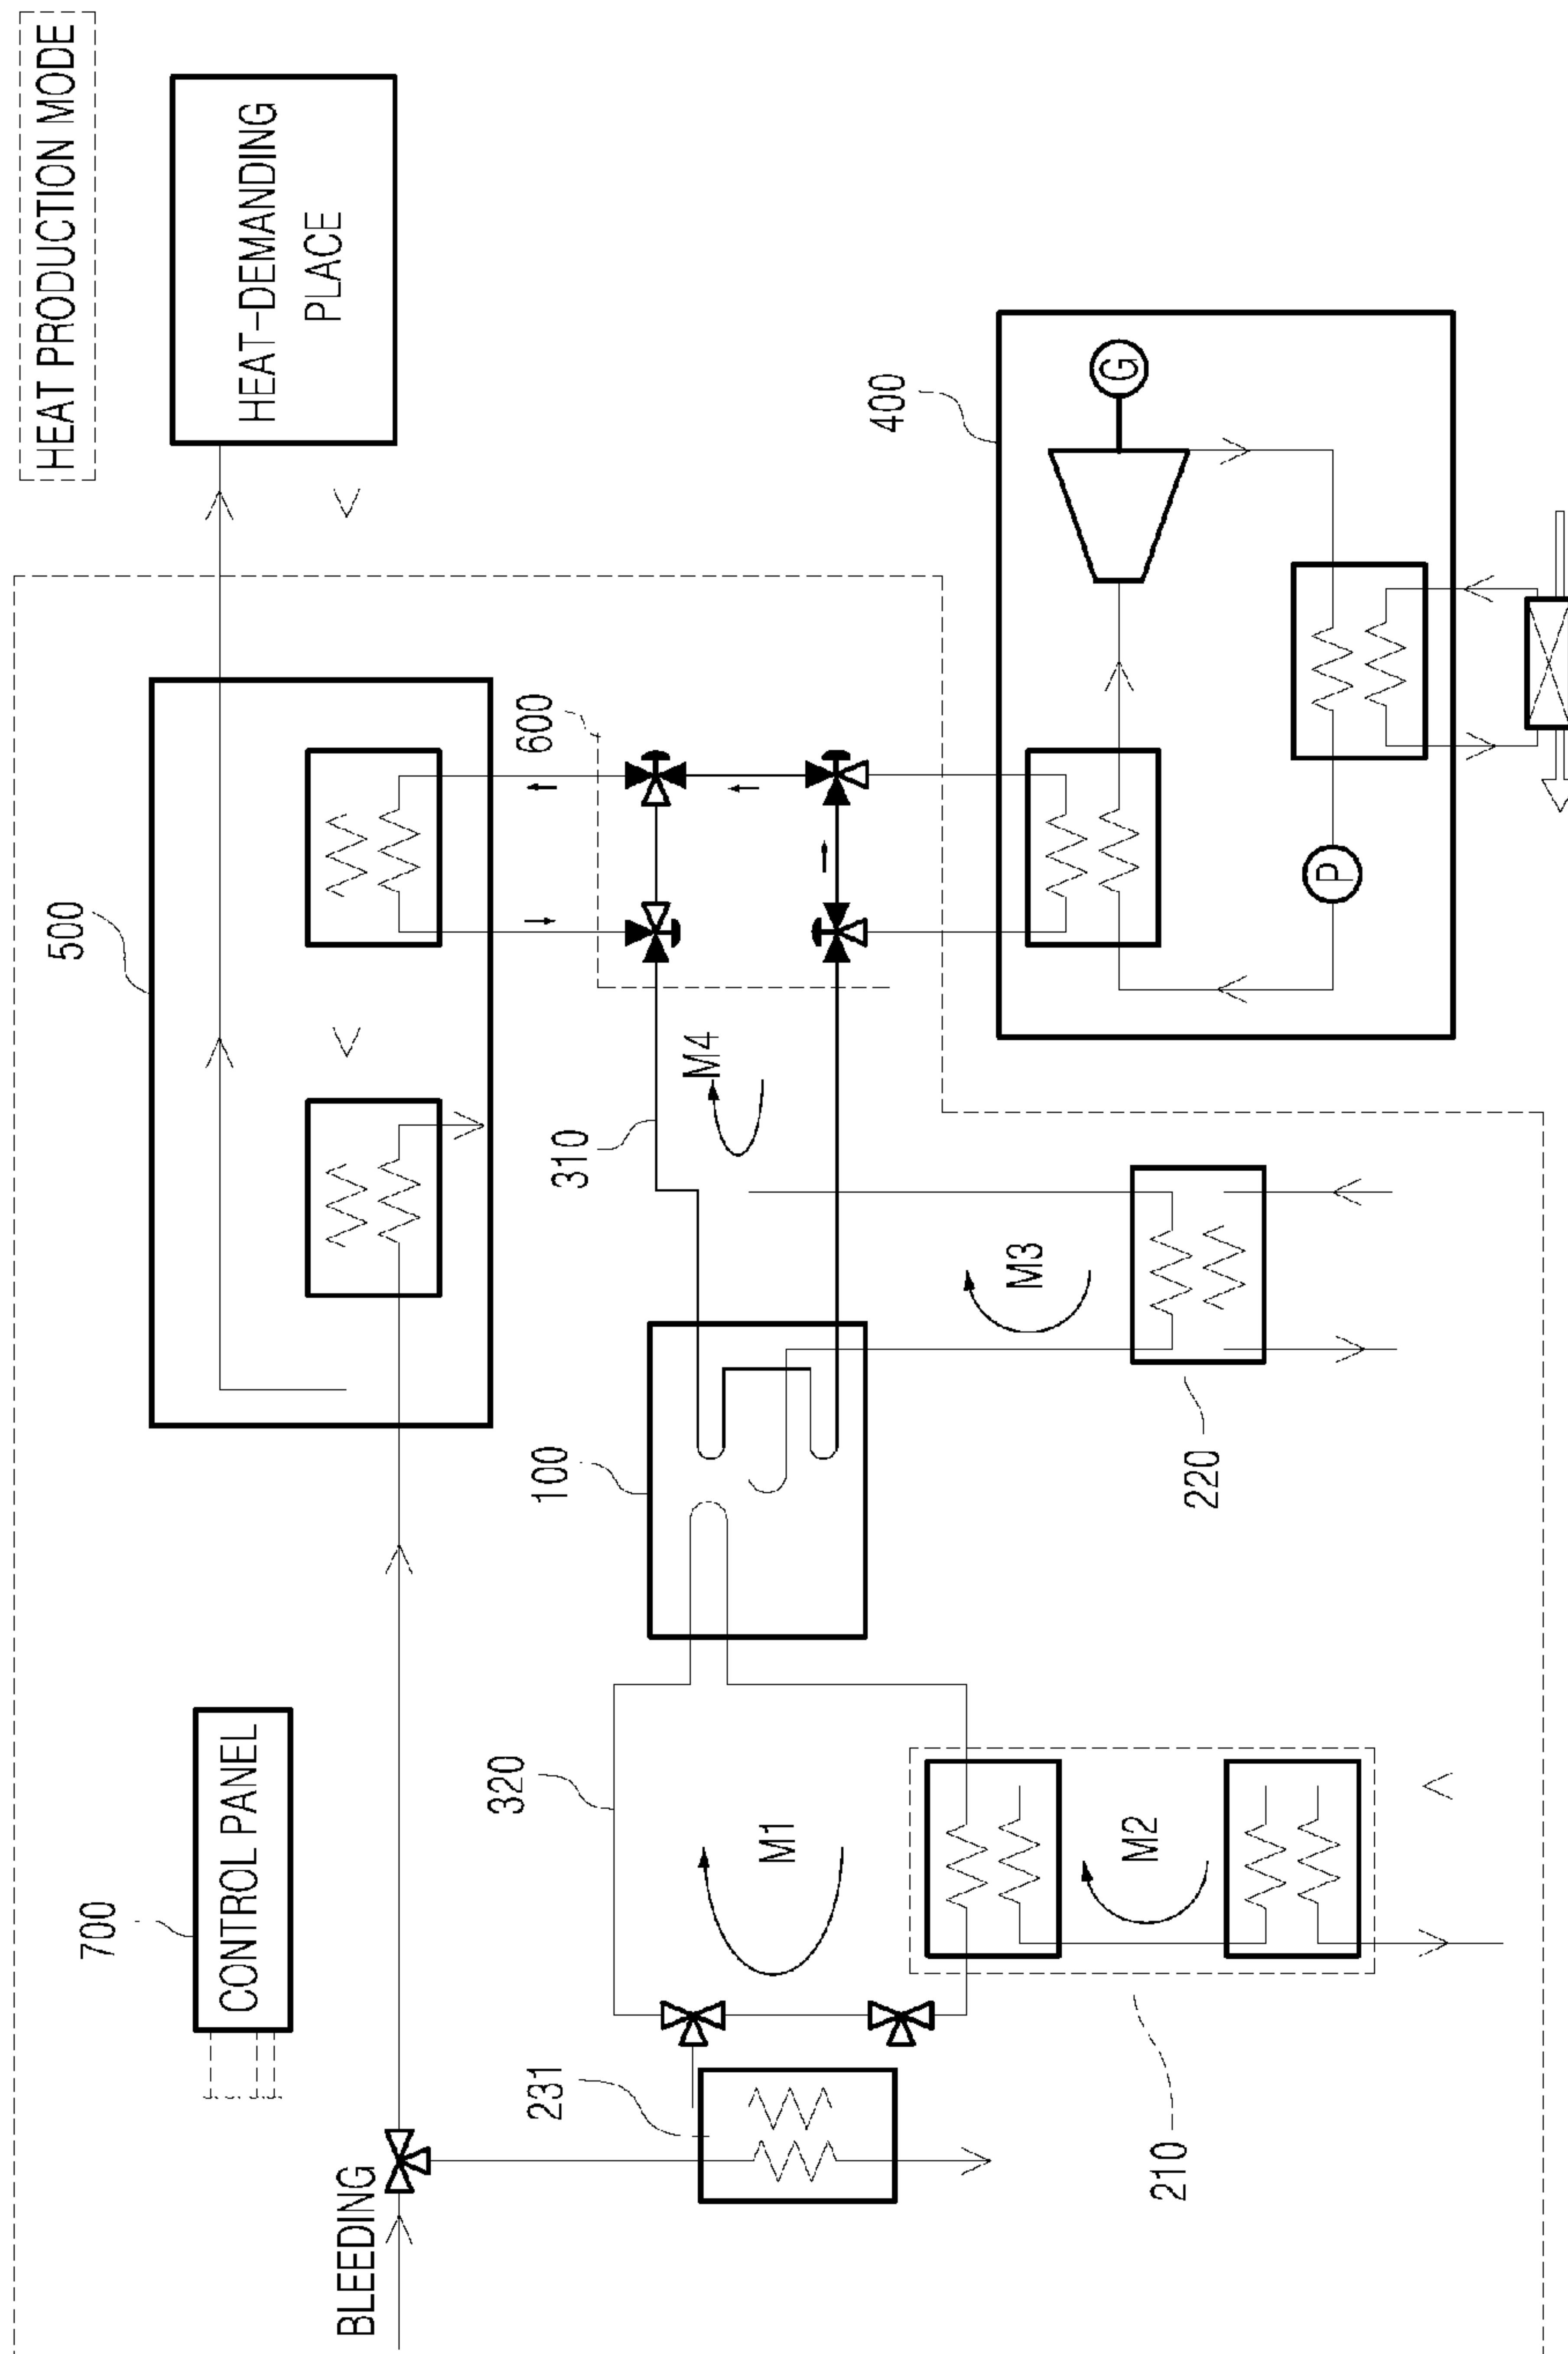 HEAT PRODUCTION MODE
HEAT-DEMANDING
PLACE
500
600
400
G
P
310
M4
M3
100
220
700
CONTROL PANEL
320
M1
M2
231
210
BLEEDING